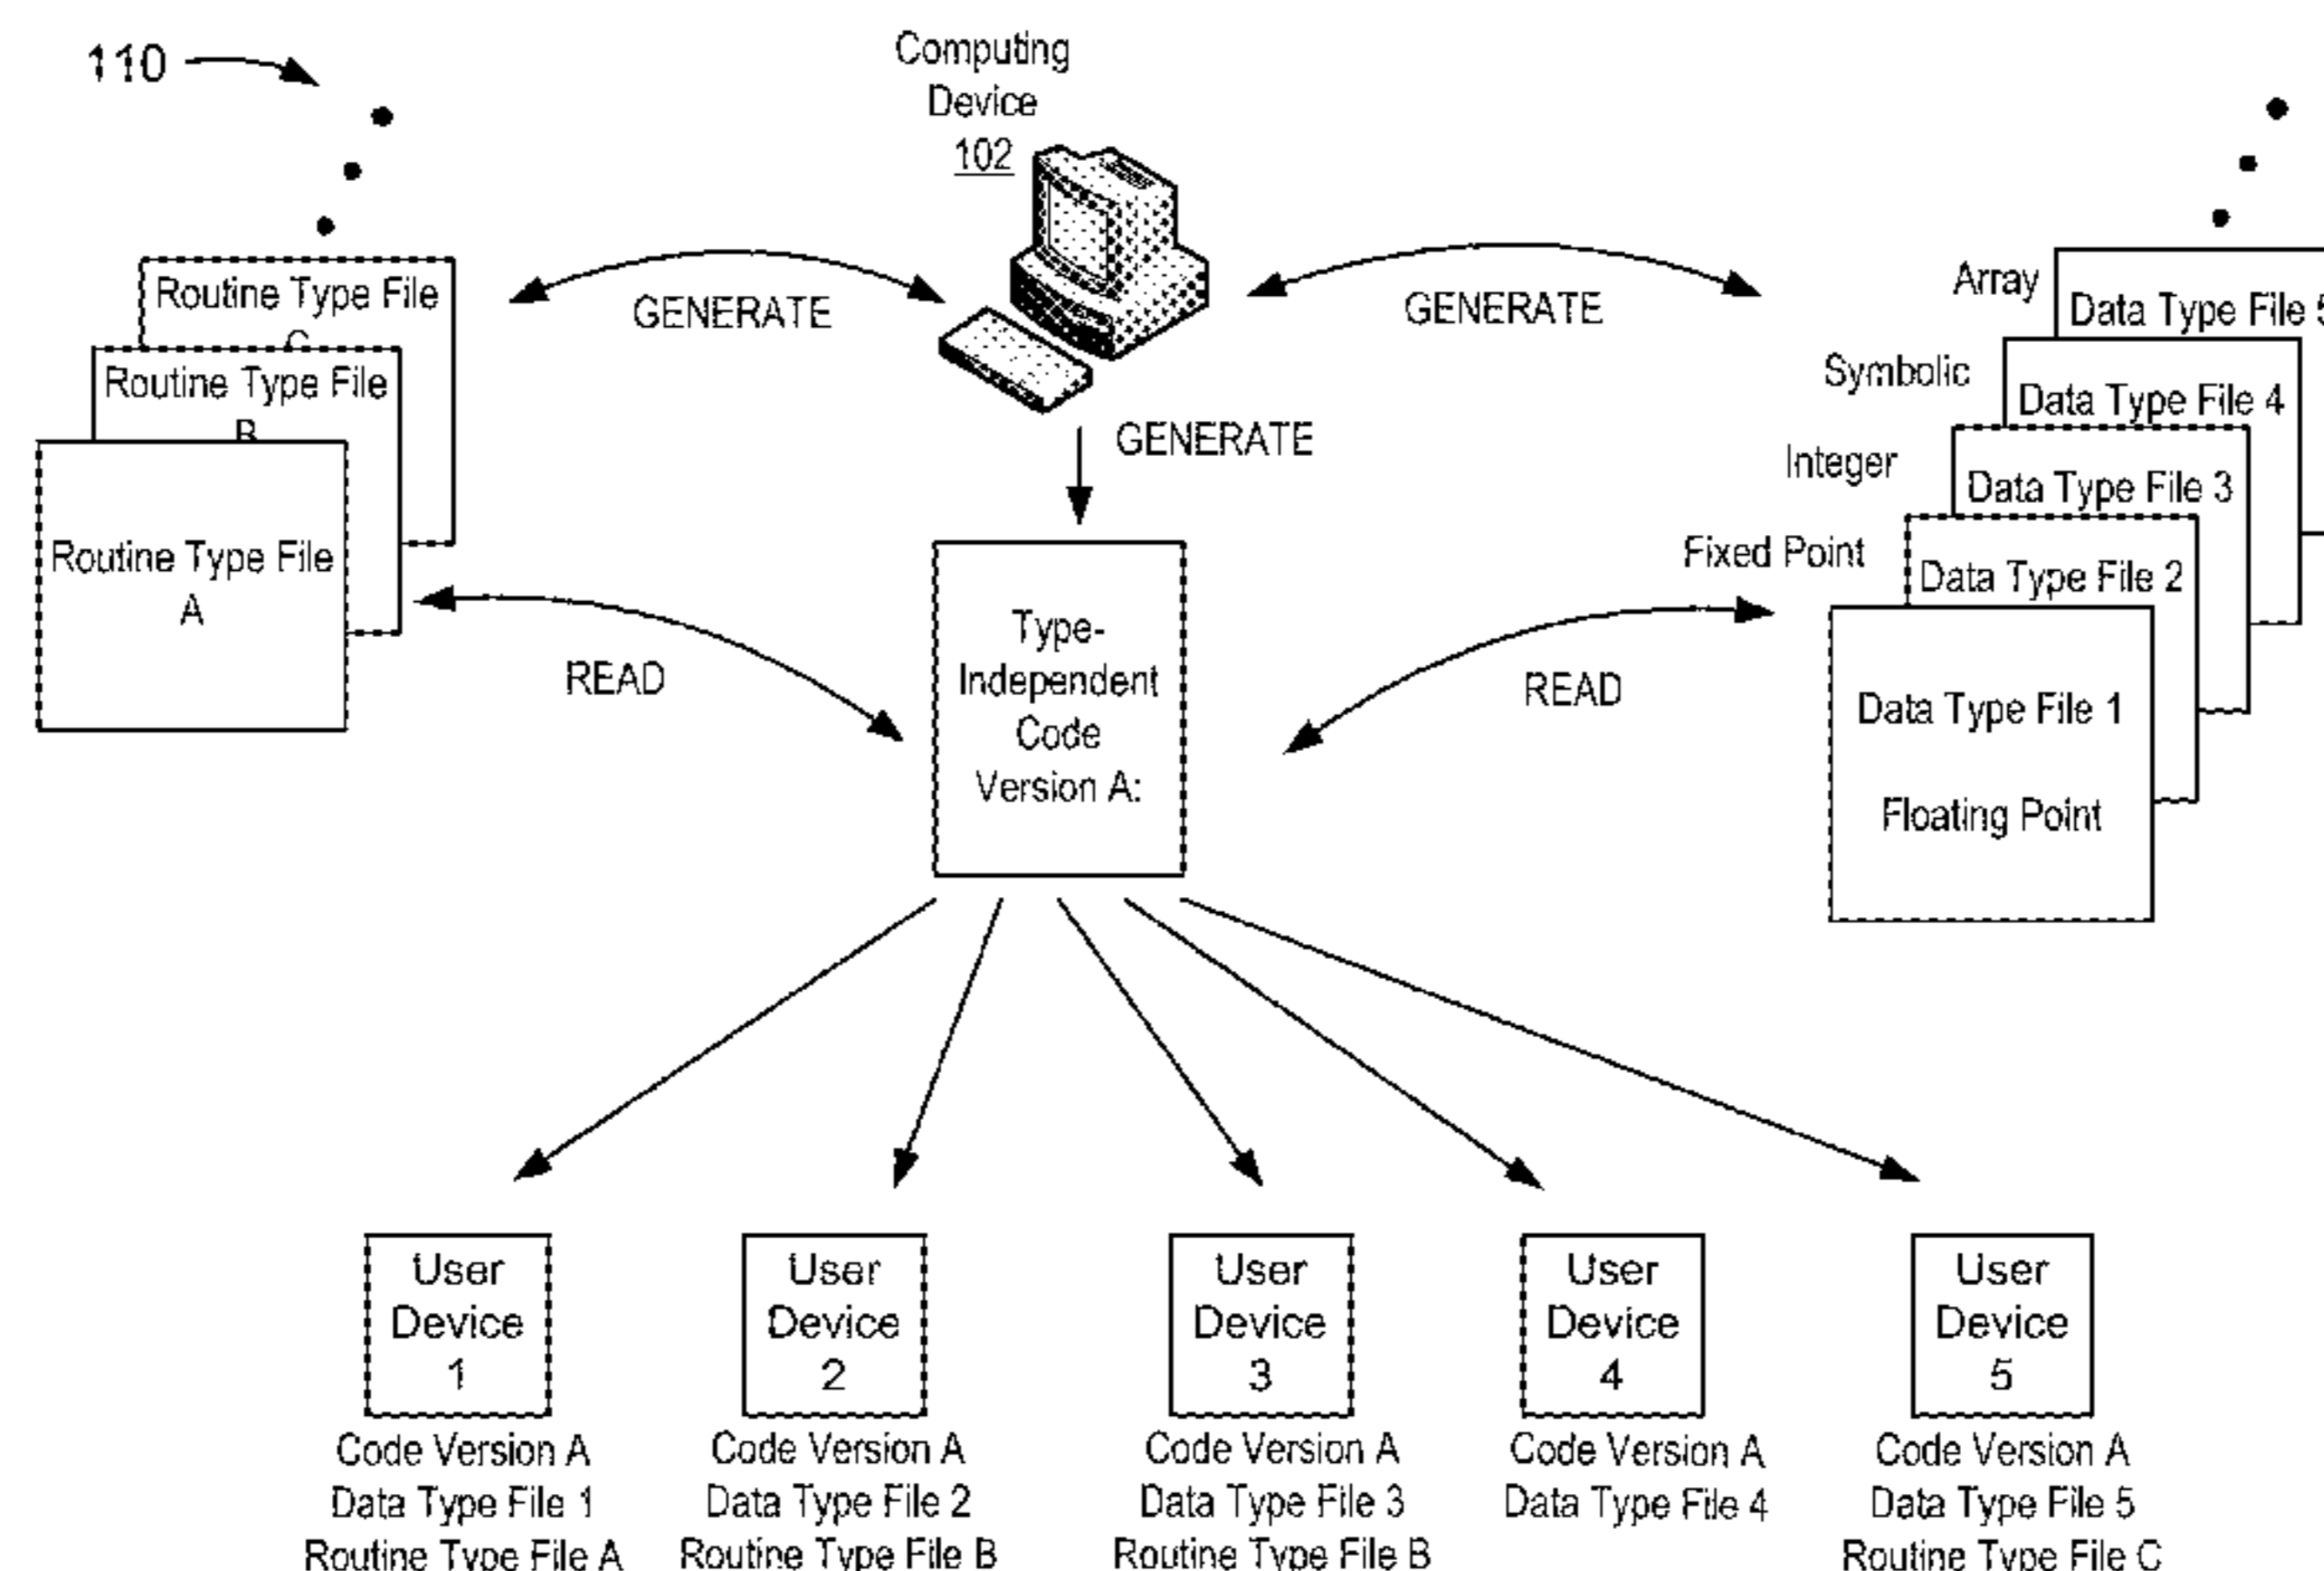 110
Computing
Device
102
GENERATE
GENERATE
GENERATE
Routine Type File
C
Routine Type File
B
Routine Type File
A
Array
Data Type File 5
Symbolic
Data Type File 4
Integer
Data Type File 3
Fixed Point
Data Type File 2
Data Type File 1
Floating Point
READ
READ
Type-
Independent
Code
Version A:
User
Device
1
Code Version A
Data Type File 1
Routine Type File A
User
Device
2
Code Version A
Data Type File 2
Routine Type File B
User
Device
3
Code Version A
Data Type File 3
Routine Type File B
User
Device
4
Code Version A
Data Type File 4
User
Device
5
Code Version A
Data Type File 5
Routine Type File C